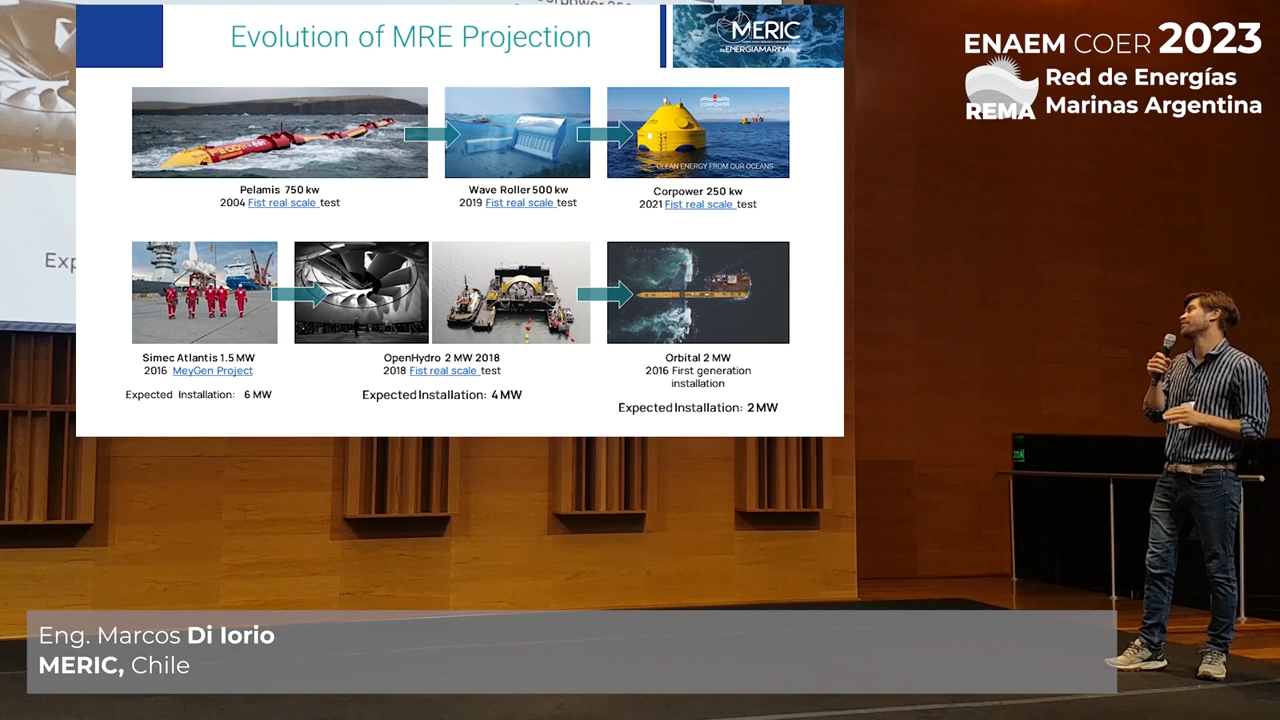 Evolution of MRE Projection
MERIC
ENERGIAMARINA
Pelamis 750 kw
2004 Fist real scale test
Wave Roller 500 kw
2019 Fist real scale test
CORPOWER
CLEAN ENERGY FROM OUR OCEANS
Corpower 250 kw
2021 Fist real scale test
Simec Atlantis 1.5 MW
2016 MeyGen Project
Expected Installation: 6 MW
OpenHydro 2 MW 2018
2018 Fist real scale test
Expected Installation: 4 MW
Orbital 2 MW
2016 First generation
installation
Expected Installation: 2 MW
Exp
ENAEM COER 2023
REMA
Red de Energías
Marinas Argentina
Eng. Marcos Di Iorio
MERIC, Chile